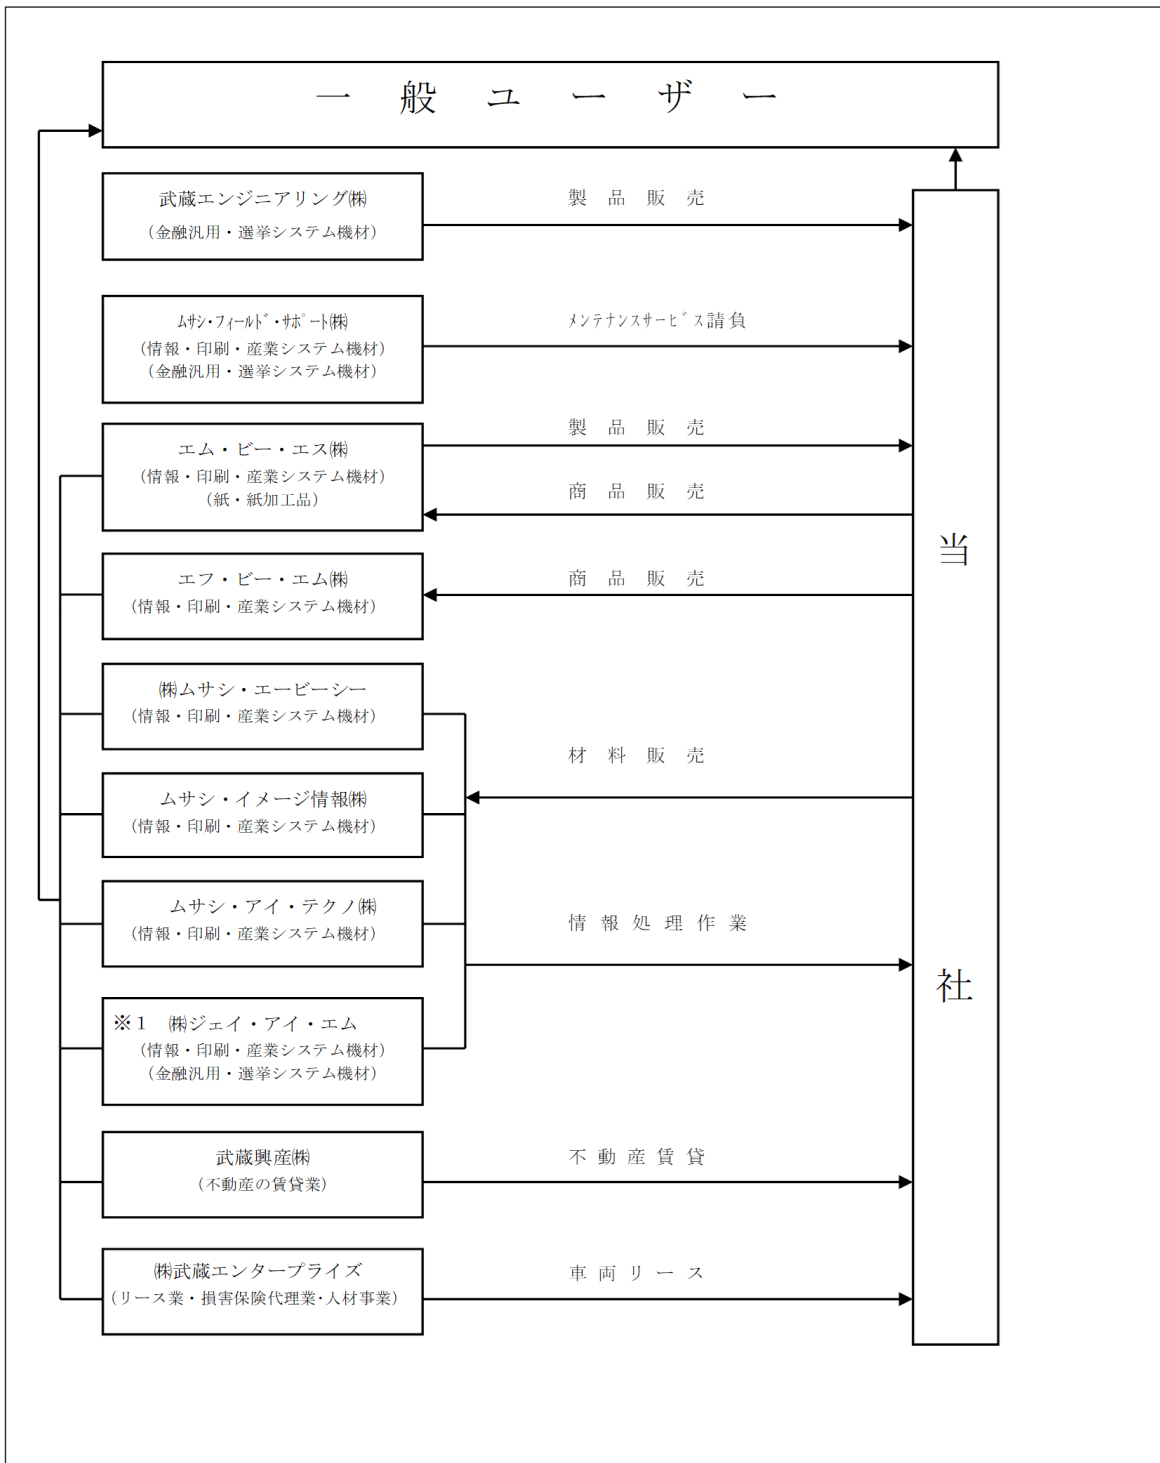 一般ユーザー
武蔵エンジニアリング㈱
（金融汎用・選挙システム機材）
製品販売
ﾑｻｼ･ﾌｨｰﾙﾄﾞ･ｻﾎﾟｰﾄ㈱
（情報・印刷・産業システム機材）
（金融汎用・選挙システム機材）
ﾒﾝﾃﾅﾝｽｻｰﾋﾞｽ請負
エム・ビー・エス㈱
（情報・印刷・産業システム機材）
（紙・紙加工品）
製品販売
商品販売
エフ・ビー・エム㈱
（情報・印刷・産業システム機材）
商品販売
㈱ムサシ・エービーシー
（情報・印刷・産業システム機材）
材料販売
ムサシ・イメージ情報㈱
（情報・印刷・産業システム機材）
ムサシ・アイ・テクノ㈱
（情報・印刷・産業システム機材）
情報処理作業
※１　㈱ジェイ・アイ・エム
（情報・印刷・産業システム機材）
（金融汎用・選挙システム機材）
武蔵興産㈱
（不動産の賃貸業）
不動産賃貸
㈱武蔵エンタープライズ
（リース業・損害保険代理業･人材事業）
車両リース
当社